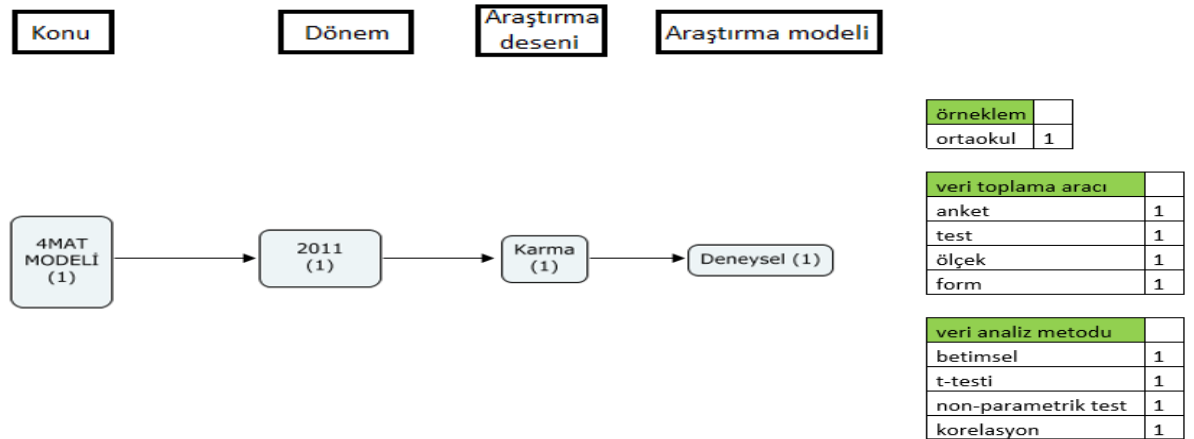 Konu
Dönem
Araştırma
deseni
Araştırma modeli
örneklem
ortaokul 1
veri toplama aracı
anket 1
test 1
ölçek 1
form 1
4MAT
MODELİ
(1)
2011
(1)
Karma
(1)
Deneysel (1)
veri analiz metodu
betimsel 1
t-testi 1
non-parametrik test 1
korelasyon 1